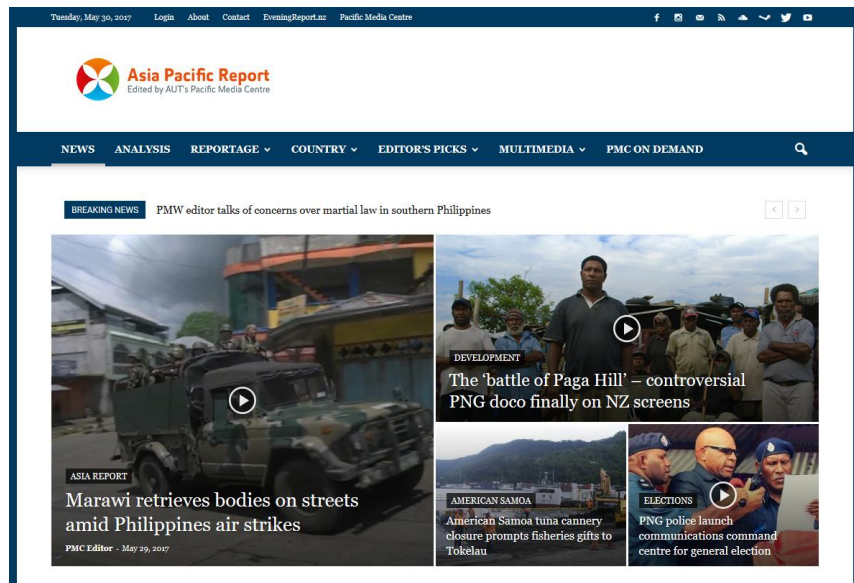 Tuesday, May 30, 2017 Login About Contact EveningReport.nz Pacific Media Centre
Asia Pacific Report
Edited by AUT's Pacific Media Centre
NEWS ANALYSIS REPORTAGE COUNTRY EDITOR'S PICKS MULTIMEDIA PMC ON DEMAND
BREAKING NEWS PMW editor talks of concerns over martial law in southern Philippines
DEVELOPMENT
The ‘battle of Paga Hill’ – controversial
PNG doco finally on NZ screens
ASIA REPORT
Marawi retrieves bodies on streets
amid Philippines air strikes
PMC Editor - May 29, 2017
AMERICAN SAMOA
American Samoa tuna cannery
closure prompts fisheries gifts to
Tokelau
ELECTIONS
PNG police launch
communications command
centre for general election